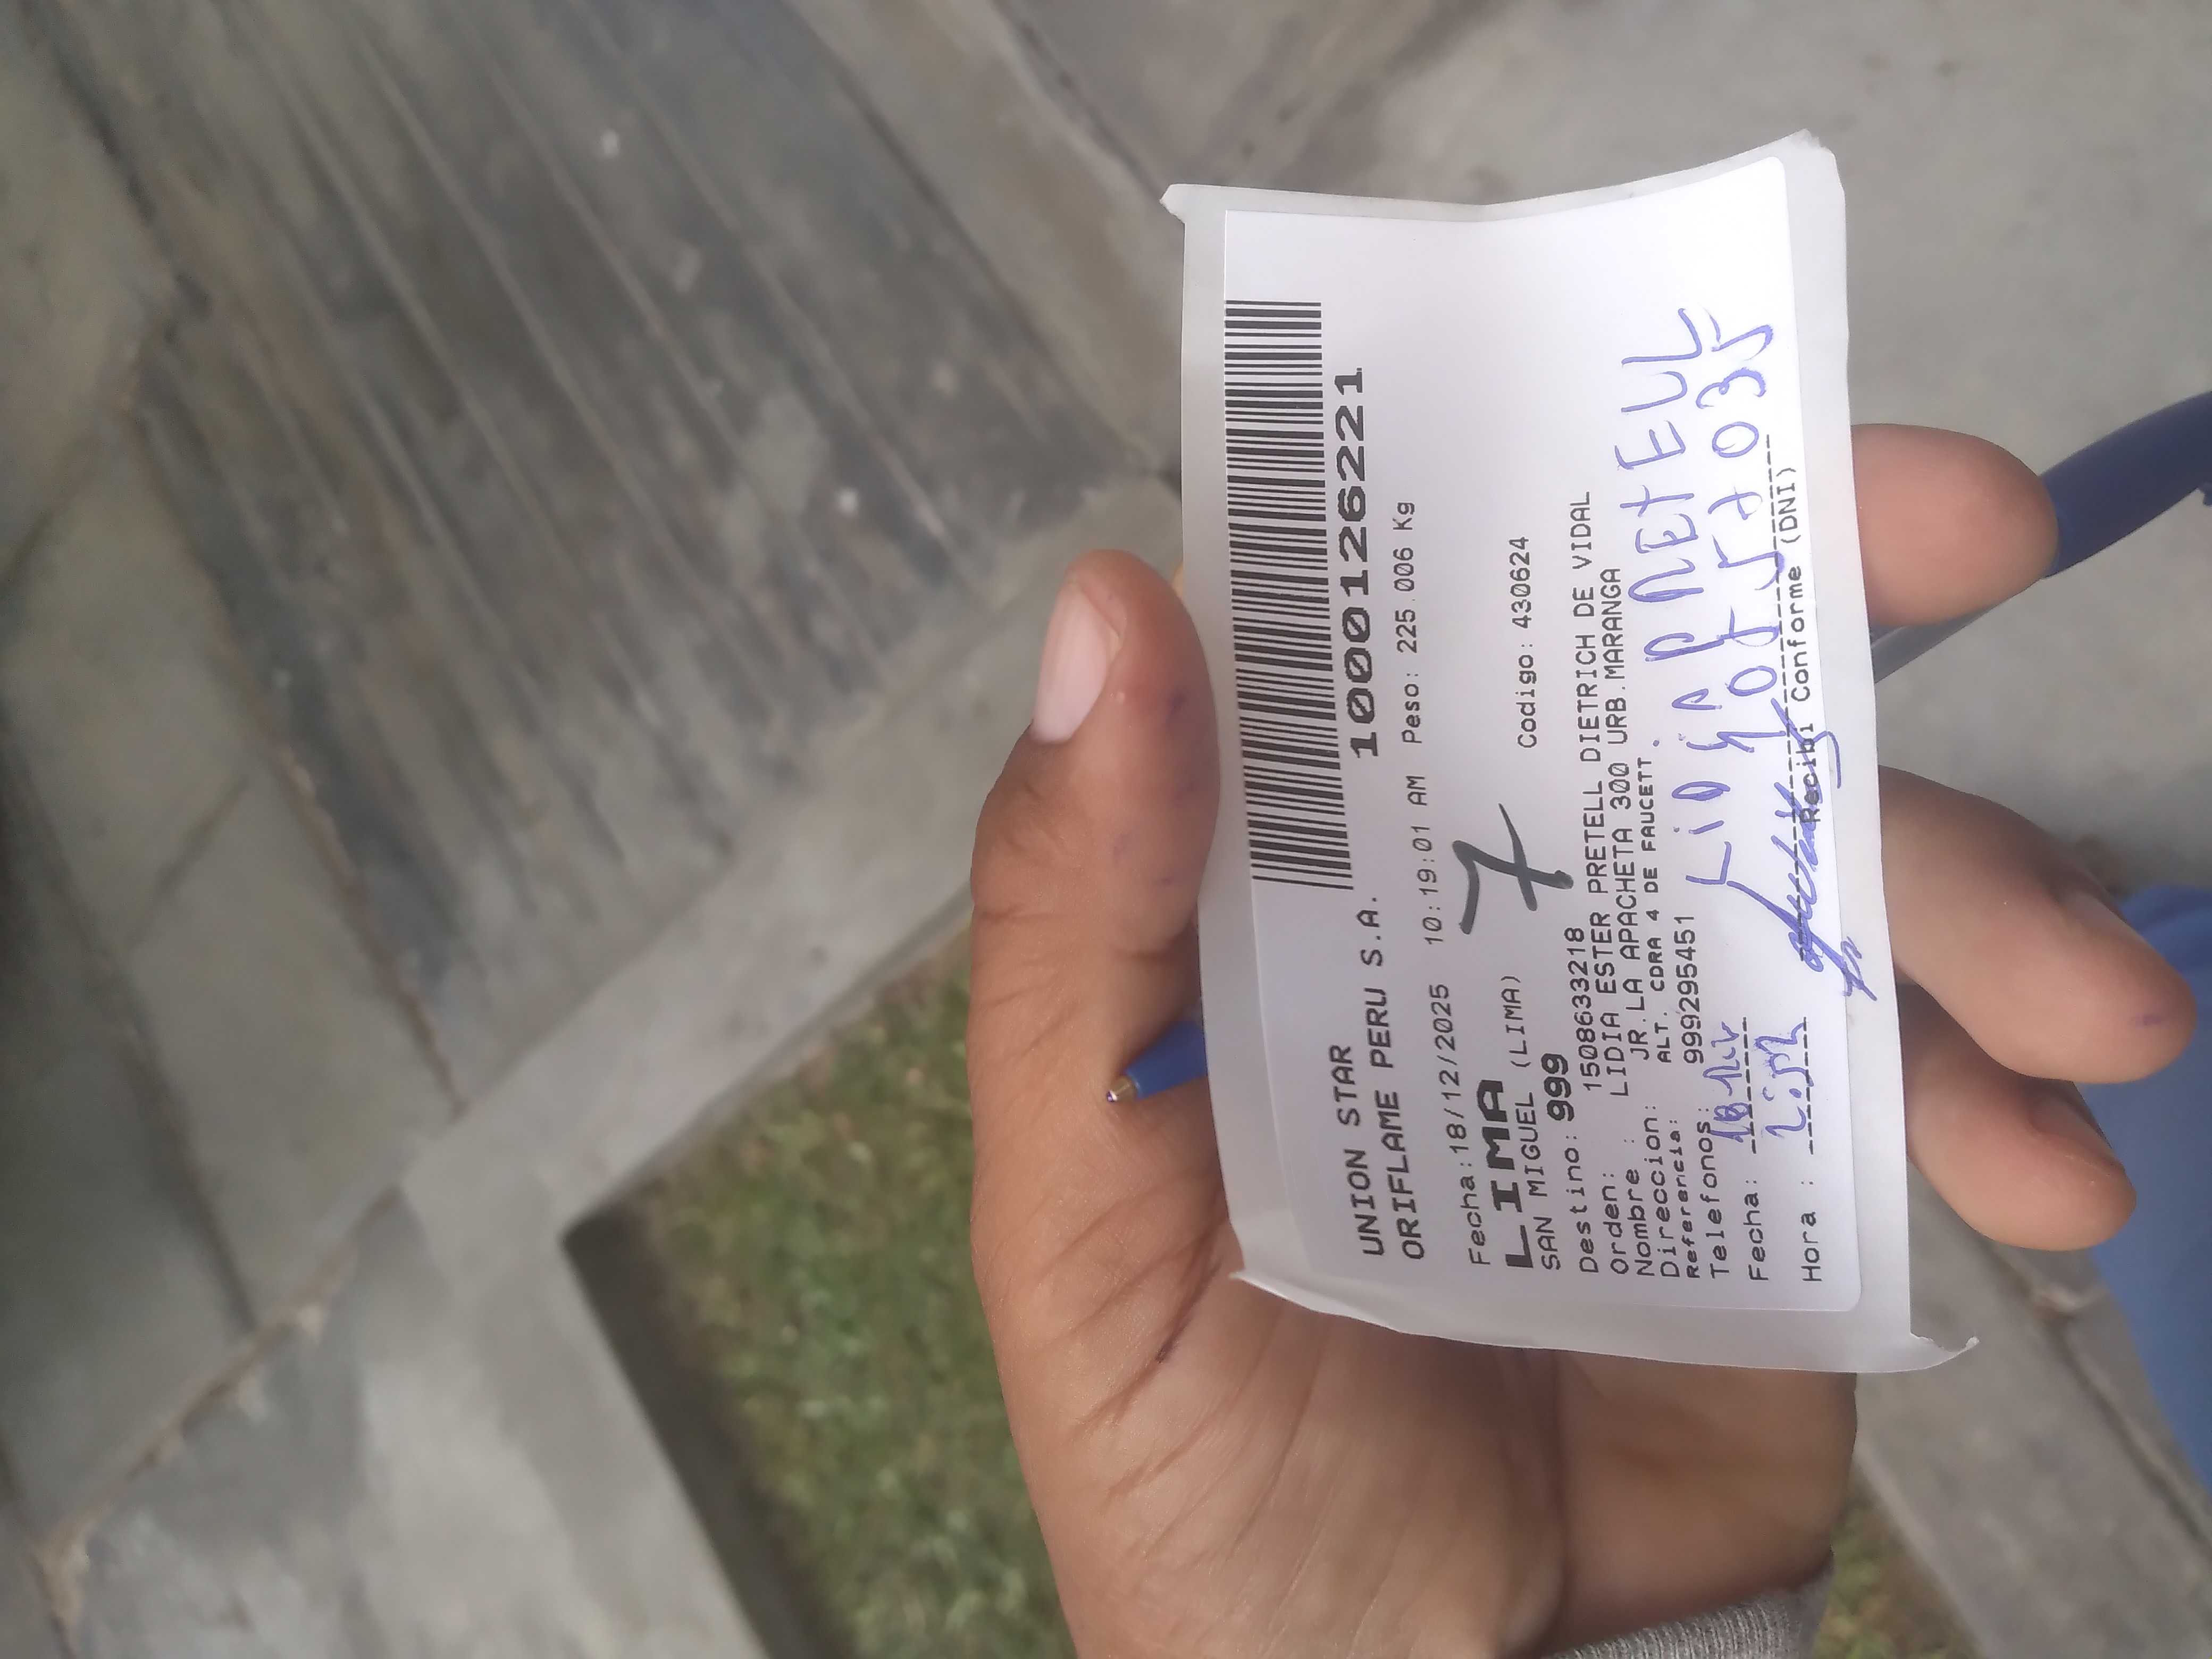 UNION STAR
ORIFLAME PERU S.A.
1000126221
Fecha:18/12/2025 10:19:01 AM Peso: 225.006 Kg
LIMA 7
SAN MIGUEL (LIMA) Codigo: 430624
Destino: 999
Orden: 1508633218
Nombre : LIDIA ESTER PRETELL DIETRICH DE VIDAL
Direccion: JR.LA APACHETA 300 URB.MARANGA
Referencia: ALT. CDRA 4 DE FAUCETT.
Telefonos: 999295451
Fecha:
Hora :
Recibi Conforme (DNI)